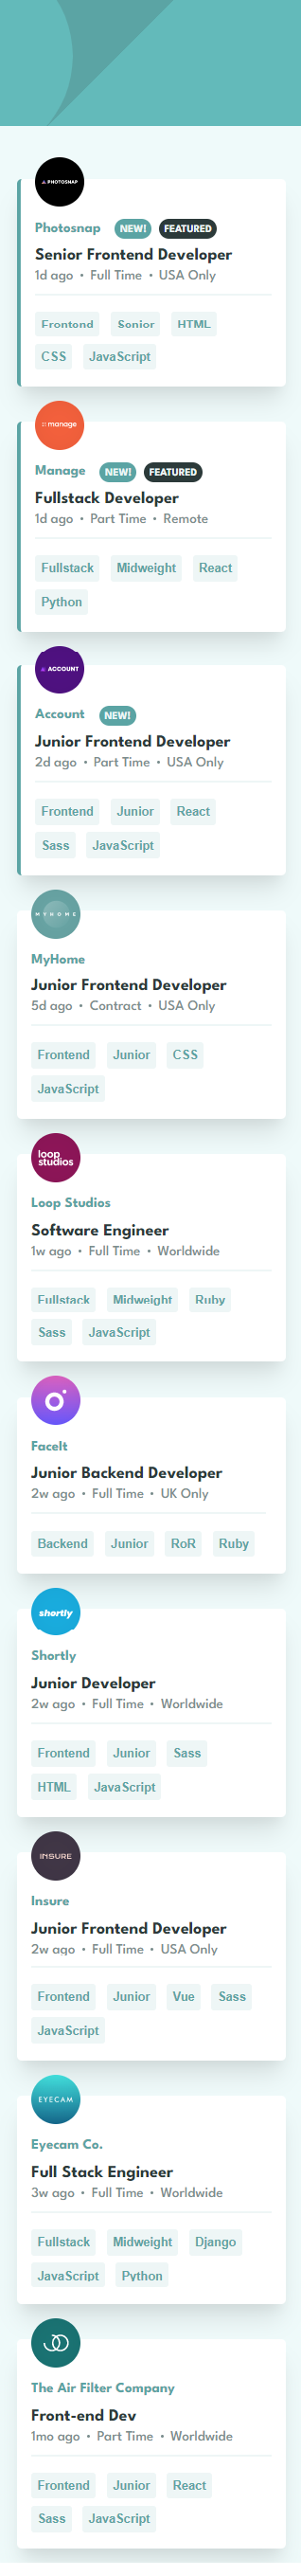 PHOTOSNAP
Photosnap NEW! FEATURED
Senior Frontend Developer
1d ago • Full Time • USA Only
Frontend Senior HTML
CSS JavaScript
manage
Manage NEW! FEATURED
Fullstack Developer
1d ago • Part Time • Remote
Fullstack Midweight React
Python
ACCOUNT
Account NEW!
Junior Frontend Developer
2d ago • Part Time • USA Only
Frontend Junior React
Sass JavaScript
MYHOME
MyHome
Junior Frontend Developer
5d ago • Contract • USA Only
Frontend Junior CSS
JavaScript
loop
studios
Loop Studios
Software Engineer
1w ago • Full Time • Worldwide
Fullstack Midweight Ruby
Sass JavaScript
FaceIt
Junior Backend Developer
2w ago • Full Time • UK Only
Backend Junior RoR Ruby
shortly
Shortly
Junior Developer
2w ago • Full Time • Worldwide
Frontend Junior Sass
HTML JavaScript
INSURE
Insure
Junior Frontend Developer
2w ago • Full Time • USA Only
Frontend Junior Vue Sass
JavaScript
EYECAM
Eyecam Co.
Full Stack Engineer
3w ago • Full Time • Worldwide
Fullstack Midweight Django
JavaScript Python
The Air Filter Company
Front-end Dev
1mo ago • Part Time • Worldwide
Frontend Junior React
Sass JavaScript